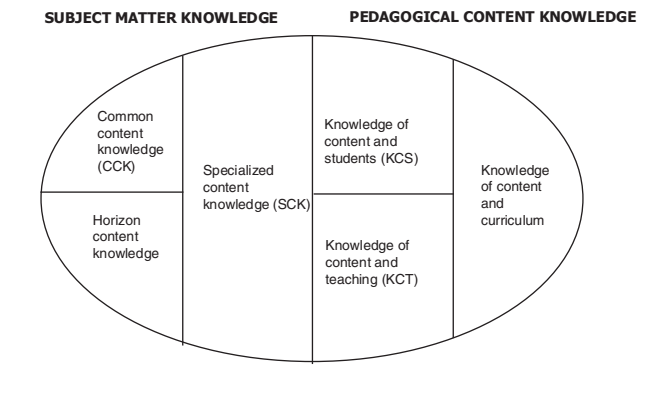 SUBJECT MATTER KNOWLEDGE
PEDAGOGICAL CONTENT KNOWLEDGE
Common
content
knowledge
(CCK)
Horizon
content
knowledge
Specialized
content
knowledge (SCK)
Knowledge of
content and
students (KCS)
Knowledge of
content and
teaching (KCT)
Knowledge
of content
and
curriculum